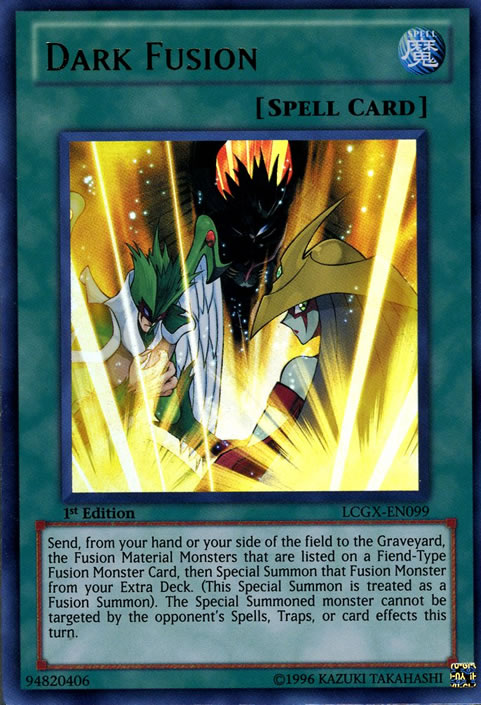 DARK FUSION
SPELL
魔
[SPELL CARD]
1st Edition
LCGX-EN099
Send, from your hand or your side of the field to the Graveyard,
the Fusion Material Monsters that are listed on a Fiend-Type
Fusion Monster Card, then Special Summon that Fusion Monster
from your Extra Deck. (This Special Summon is treated as a
Fusion Summon). The Special Summoned monster cannot be
targeted by the opponent's Spells, Traps, or card effects this
turn.
94820406
©1996 KAZUKI TAKAHASHI